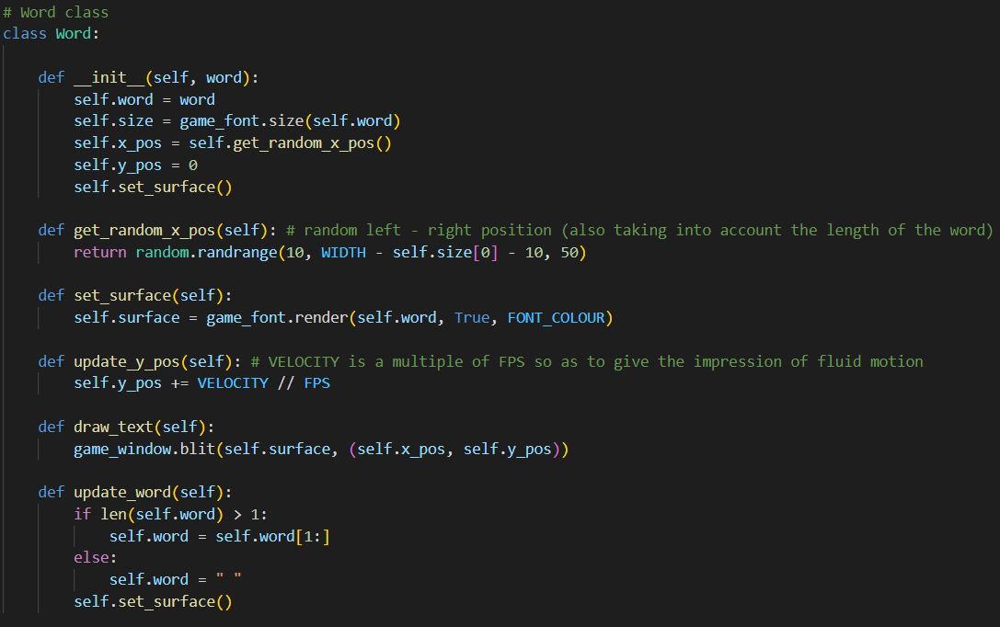 # Word class
class Word:
    def __init__(self, word):
        self.word = word
        self.size = game_font.size(self.word)
        self.x_pos = self.get_random_x_pos()
        self.y_pos = 0
        self.set_surface()
    def get_random_x_pos(self): # random left - right position (also taking into account the length of the word)
        return random.randrange(10, WIDTH - self.size[0] - 10, 50)
    def set_surface(self):
        self.surface = game_font.render(self.word, True, FONT_COLOUR)
    def update_y_pos(self): # VELOCITY is a multiple of FPS so as to give the impression of fluid motion
        self.y_pos += VELOCITY // FPS
    def draw_text(self):
        game_window.blit(self.surface, (self.x_pos, self.y_pos))
    def update_word(self):
        if len(self.word) > 1:
            self.word = self.word[1:]
        else:
            self.word = " "
        self.set_surface()